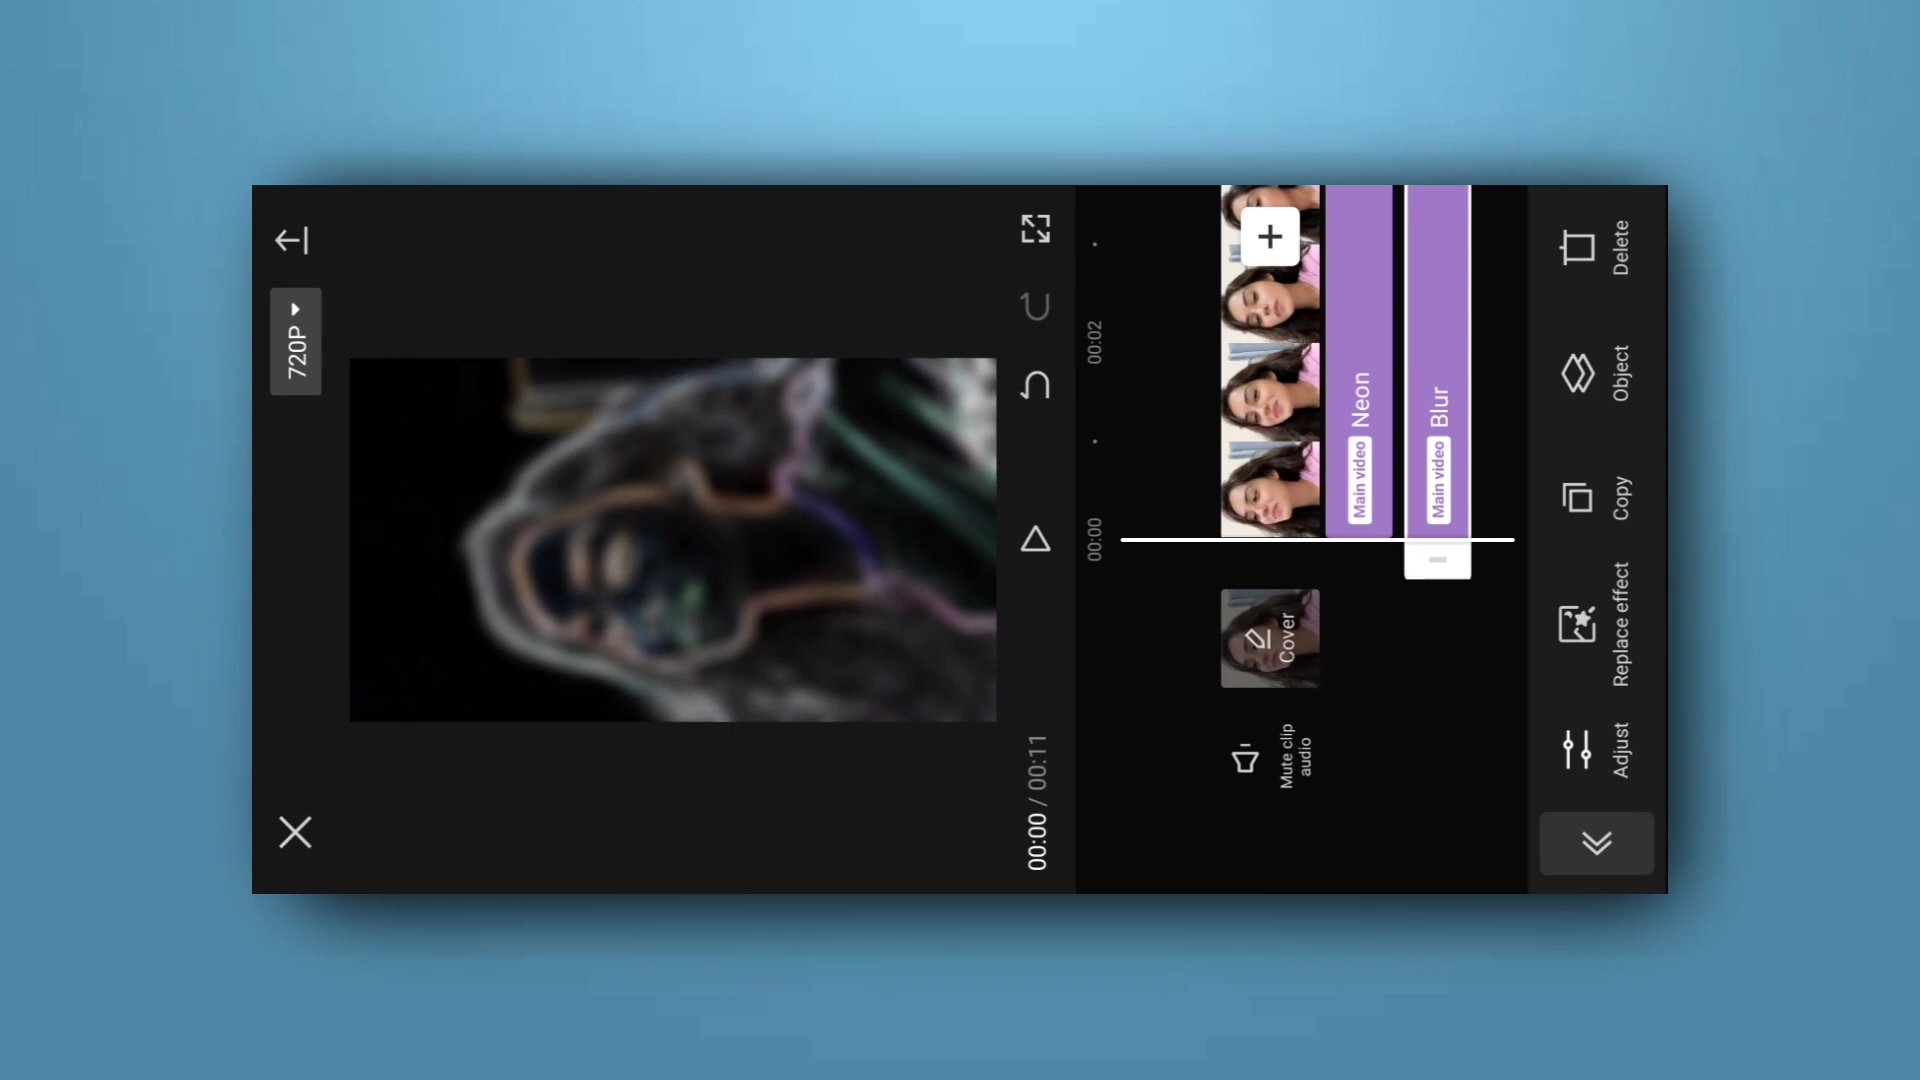 720P
00:00 / 00:11
00:00
00:02
Mute clip
audio
Cover
Main video Neon
Main video Blur
Adjust
Replace effect
Copy
Object
Delete